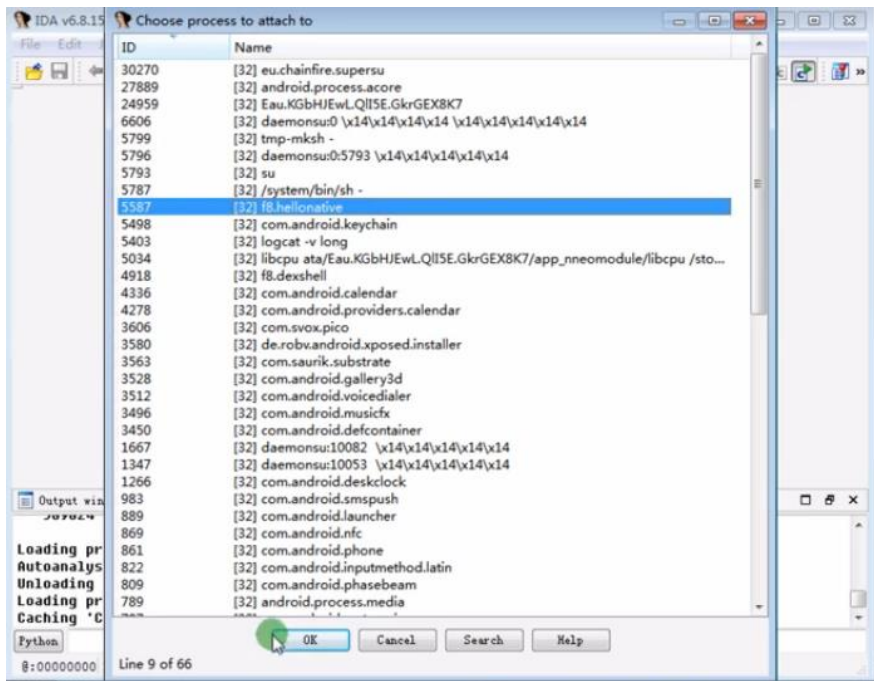 IDA v6.8.15
Choose process to attach to
File Edit
ID Name
30270 [32] eu.chainfire.supersu
27889 [32] android.process.acore
24959 [32] Eau.KGbHJEwL.QlI5E.GkrGEX8K7
6606 [32] daemonsu:0 \x14\x14\x14\x14 \x14\x14\x14\x14\x14
5799 [32] tmp-mksh -
5796 [32] daemonsu:0:5793 \x14\x14\x14\x14\x14
5793 [32] su
5787 [32] /system/bin/sh -
5587 [32] f8.hellonative
5498 [32] com.android.keychain
5403 [32] logcat -v long
5034 [32] libcpu ata/Eau.KGbHJEwL.QlI5E.GkrGEX8K7/app_nneomodule/libcpu /sto...
4918 [32] f8.dexshell
4336 [32] com.android.calendar
4278 [32] com.android.providers.calendar
3606 [32] com.svox.pico
3580 [32] de.robv.android.xposed.installer
3563 [32] com.saurik.substrate
3528 [32] com.android.gallery3d
3512 [32] com.android.voicedialer
3496 [32] com.android.musicfx
3450 [32] com.android.defcontainer
1667 [32] daemonsu:10082 \x14\x14\x14\x14\x14
1347 [32] daemonsu:10053 \x14\x14\x14\x14\x14
1266 [32] com.android.deskclock
983 [32] com.android.smspush
889 [32] com.android.launcher
869 [32] com.android.nfc
861 [32] com.android.phone
822 [32] com.android.inputmethod.latin
809 [32] com.android.phasebeam
789 [32] android.process.media
Output win
Loading pr
Autoanalys
Unloading
Loading pr
Caching 'C
Python
OK Cancel Search Help
@:00000000
Line 9 of 66